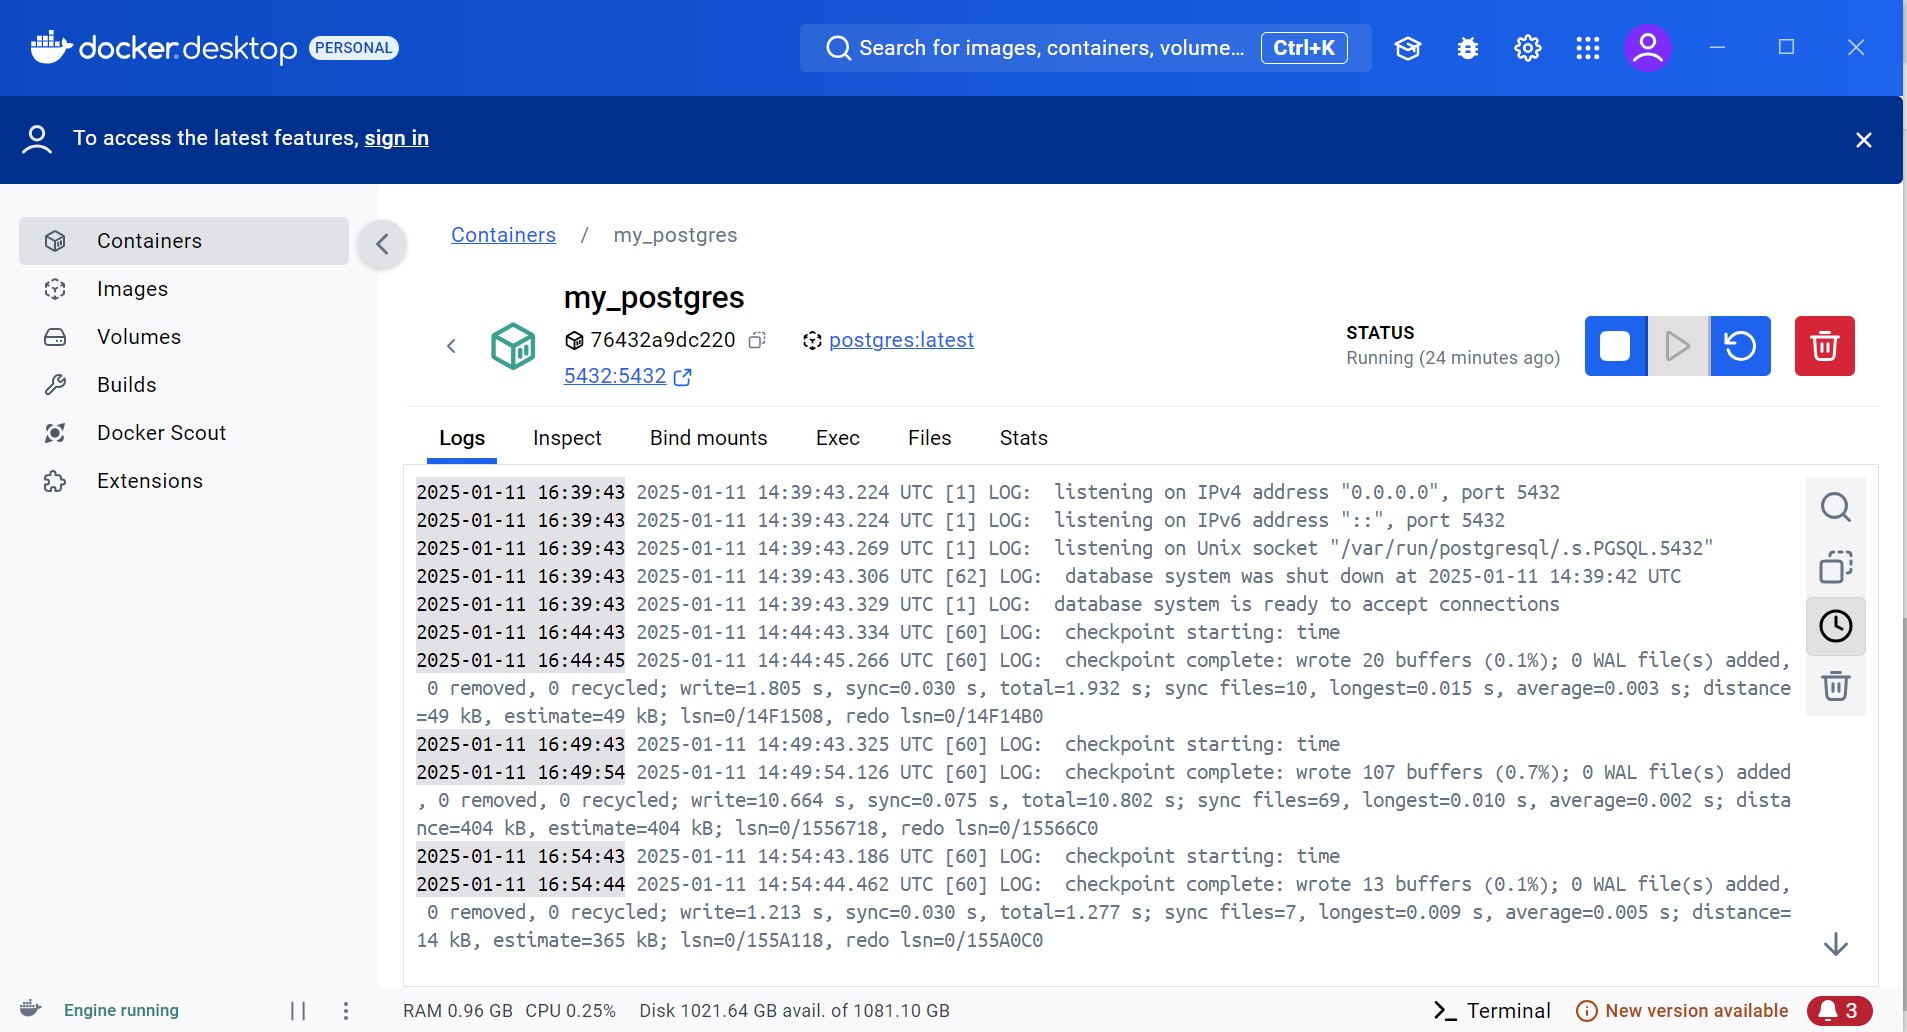 docker.desktop PERSONAL
Search for images, containers, volume... Ctrl+K
To access the latest features, sign in
Containers
Images
Volumes
Builds
Docker Scout
Extensions
Containers / my_postgres
my_postgres
76432a9dc220 postgres:latest
5432:5432
STATUS
Running (24 minutes ago)
Logs Inspect Bind mounts Exec Files Stats
2025-01-11 16:39:43 2025-01-11 14:39:43.224 UTC [1] LOG:  listening on IPv4 address "0.0.0.0", port 5432
2025-01-11 16:39:43 2025-01-11 14:39:43.224 UTC [1] LOG:  listening on IPv6 address "::", port 5432
2025-01-11 16:39:43 2025-01-11 14:39:43.269 UTC [1] LOG:  listening on Unix socket "/var/run/postgresql/.s.PGSQL.5432"
2025-01-11 16:39:43 2025-01-11 14:39:43.306 UTC [62] LOG:  database system was shut down at 2025-01-11 14:39:42 UTC
2025-01-11 16:39:43 2025-01-11 14:39:43.329 UTC [1] LOG:  database system is ready to accept connections
2025-01-11 16:44:43 2025-01-11 14:44:43.334 UTC [60] LOG:  checkpoint starting: time
2025-01-11 16:44:45 2025-01-11 14:44:45.266 UTC [60] LOG:  checkpoint complete: wrote 20 buffers (0.1%); 0 WAL file(s) added,
0 removed, 0 recycled; write=1.805 s, sync=0.030 s, total=1.932 s; sync files=10, longest=0.015 s, average=0.003 s; distance
=49 kB, estimate=49 kB; lsn=0/14F1508, redo lsn=0/14F14B0
2025-01-11 16:49:43 2025-01-11 14:49:43.325 UTC [60] LOG:  checkpoint starting: time
2025-01-11 16:49:54 2025-01-11 14:49:54.126 UTC [60] LOG:  checkpoint complete: wrote 107 buffers (0.7%); 0 WAL file(s) added
, 0 removed, 0 recycled; write=10.664 s, sync=0.075 s, total=10.802 s; sync files=69, longest=0.010 s, average=0.002 s; dista
nce=404 kB, estimate=404 kB; lsn=0/1556718, redo lsn=0/15566C0
2025-01-11 16:54:43 2025-01-11 14:54:43.186 UTC [60] LOG:  checkpoint starting: time
2025-01-11 16:54:44 2025-01-11 14:54:44.462 UTC [60] LOG:  checkpoint complete: wrote 13 buffers (0.1%); 0 WAL file(s) added,
0 removed, 0 recycled; write=1.213 s, sync=0.030 s, total=1.277 s; sync files=7, longest=0.009 s, average=0.005 s; distance=
14 kB, estimate=365 kB; lsn=0/155A118, redo lsn=0/155A0C0
Engine running RAM 0.96 GB CPU 0.25% Disk 1021.64 GB avail. of 1081.10 GB Terminal New version available 3